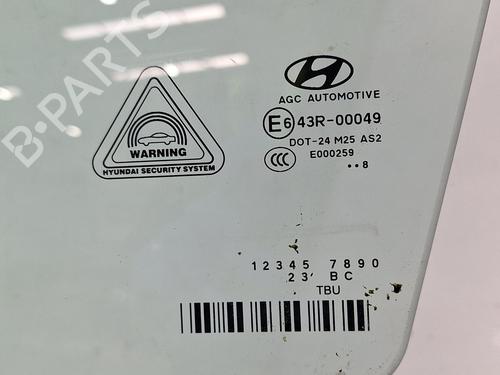 B-PARTS
AGC AUTOMOTIVE
E6 43R-00049
DOT-24 M25 AS2
CCC E000259
••8
WARNING
HYUNDAI SECURITY SYSTEM
12345 7890
23' BC
TBU